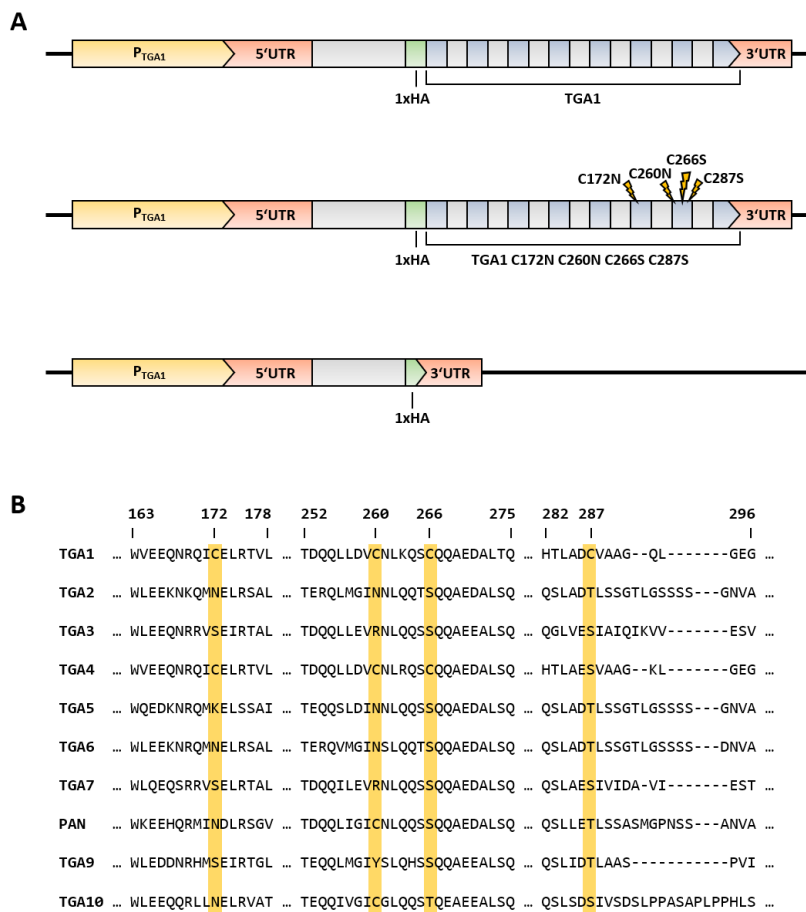 A
P_TGA1 5‘UTR 3‘UTR
1xHA TGA1
C266S
C172N C260N C287S
P_TGA1 5‘UTR 3‘UTR
1xHA TGA1 C172N C260N C266S C287S
P_TGA1 5‘UTR 3‘UTR
1xHA
B
163 172 178 252 260 266 275 282 287 296
TGA1 … WVEEQNRQICELRTVL … TDQQLLDVCNLKQSCQQAEDALTQ … HTLADCVAAG--QL-------GEG …
TGA2 … WLEEKNKQMNELRSAL … TERQLMGINNLQQTSQQAEDALSQ … QSLADTLSSGTLGSSSS---GNVA …
TGA3 … WLEEQNRRVSEIRTAL … TDQQLLEVRNLQQSSQQAEEALSQ … QGLVESIAIQIKVV-------ESV …
TGA4 … WVEEQNRQICELRTVL … TDQQLLDVCNLRQSCQQAEDALSQ … HTLAESVAAG--KL-------GEG …
TGA5 … WQEDKNRQMKELSSAI … TEQQSLDINNLQQSSQQAEDALSQ … QSLADTLSSGTLGSSSS---GNVA …
TGA6 … WLEEKNRQMNELRSAL … TERQVMGINSLQQTSQQAEDALSQ … QSLADTLSSGTLGSSSS---DNVA …
TGA7 … WLQEQSRRVSELRTAL … TDQQILEVRNLQQSSQQAEDALSQ … QSLAESIVIDA-VI-------EST …
PAN … WKEEHQRMINDLRSGV … TDQQLIGICNLQQSSQQAEDALSQ … QSLLETLSSASMGPNSS---ANVA …
TGA9 … WLEDDNRHMSEIRTGL … TEQQLMGIYSLQHSSQQAEDALSQ … QSLIDTLAAS-----------PVI …
TGA10 … WLEEQQRLLNELRVAT … TEQQIVGICGLQQSTQEAEEALSQ … QSLSDSIVSDSLPPASAPLPPHLS …